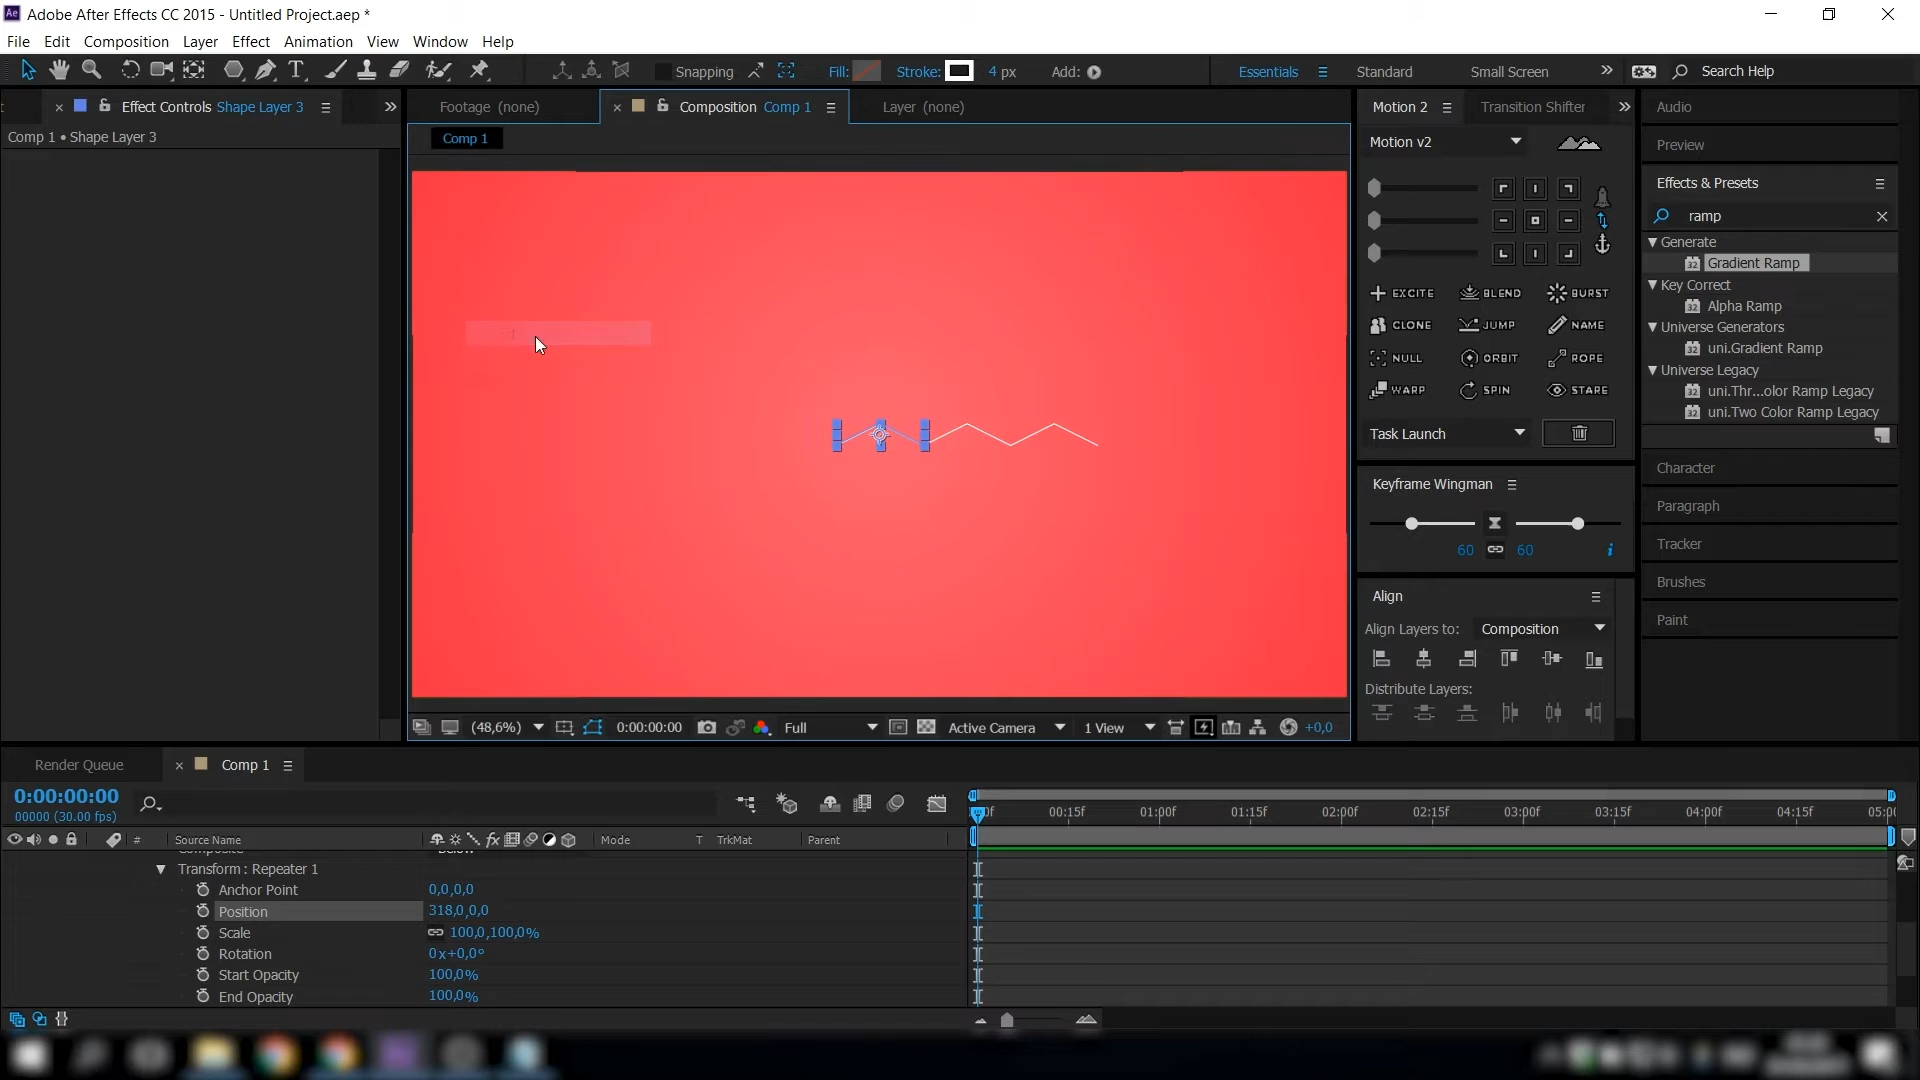 Adobe After Effects CC 2015 - Untitled Project.aep *
File Edit Composition Layer Effect Animation View Window Help
Snapping Fill: Stroke: 4 px Add: Essentials Standard Small Screen Search Help
Effect Controls Shape Layer 3
Comp 1 • Shape Layer 3
Footage (none) Composition Comp 1 Layer (none)
Comp 1
(48,6%) 0:00:00:00 Full Active Camera 1 View +0,0
Motion 2 Transition Shifter
Motion v2
EXCITE BLEND BURST
CLONE JUMP NAME
NULL ORBIT ROPE
WARP SPIN STARE
Task Launch
Keyframe Wingman
60 60
Align
Align Layers to: Composition
Distribute Layers:
Audio
Preview
Effects & Presets
ramp
Generate
32 Gradient Ramp
Key Correct
32 Alpha Ramp
Universe Generators
32 uni.Gradient Ramp
Universe Legacy
32 uni.Thr...olor Ramp Legacy
32 uni.Two Color Ramp Legacy
Character
Paragraph
Tracker
Brushes
Paint
Render Queue Comp 1
0:00:00:00
00000 (30.00 fps)
00:15f 01:00f 01:15f 02:00f 02:15f 03:00f 03:15f 04:00f 04:15f
# Source Name Mode T TrkMat Parent
Transform : Repeater 1
Anchor Point 0,0,0,0
Position 318,0,0,0
Scale 100,0,100,0%
Rotation 0x+0,0°
Start Opacity 100,0%
End Opacity 100,0%